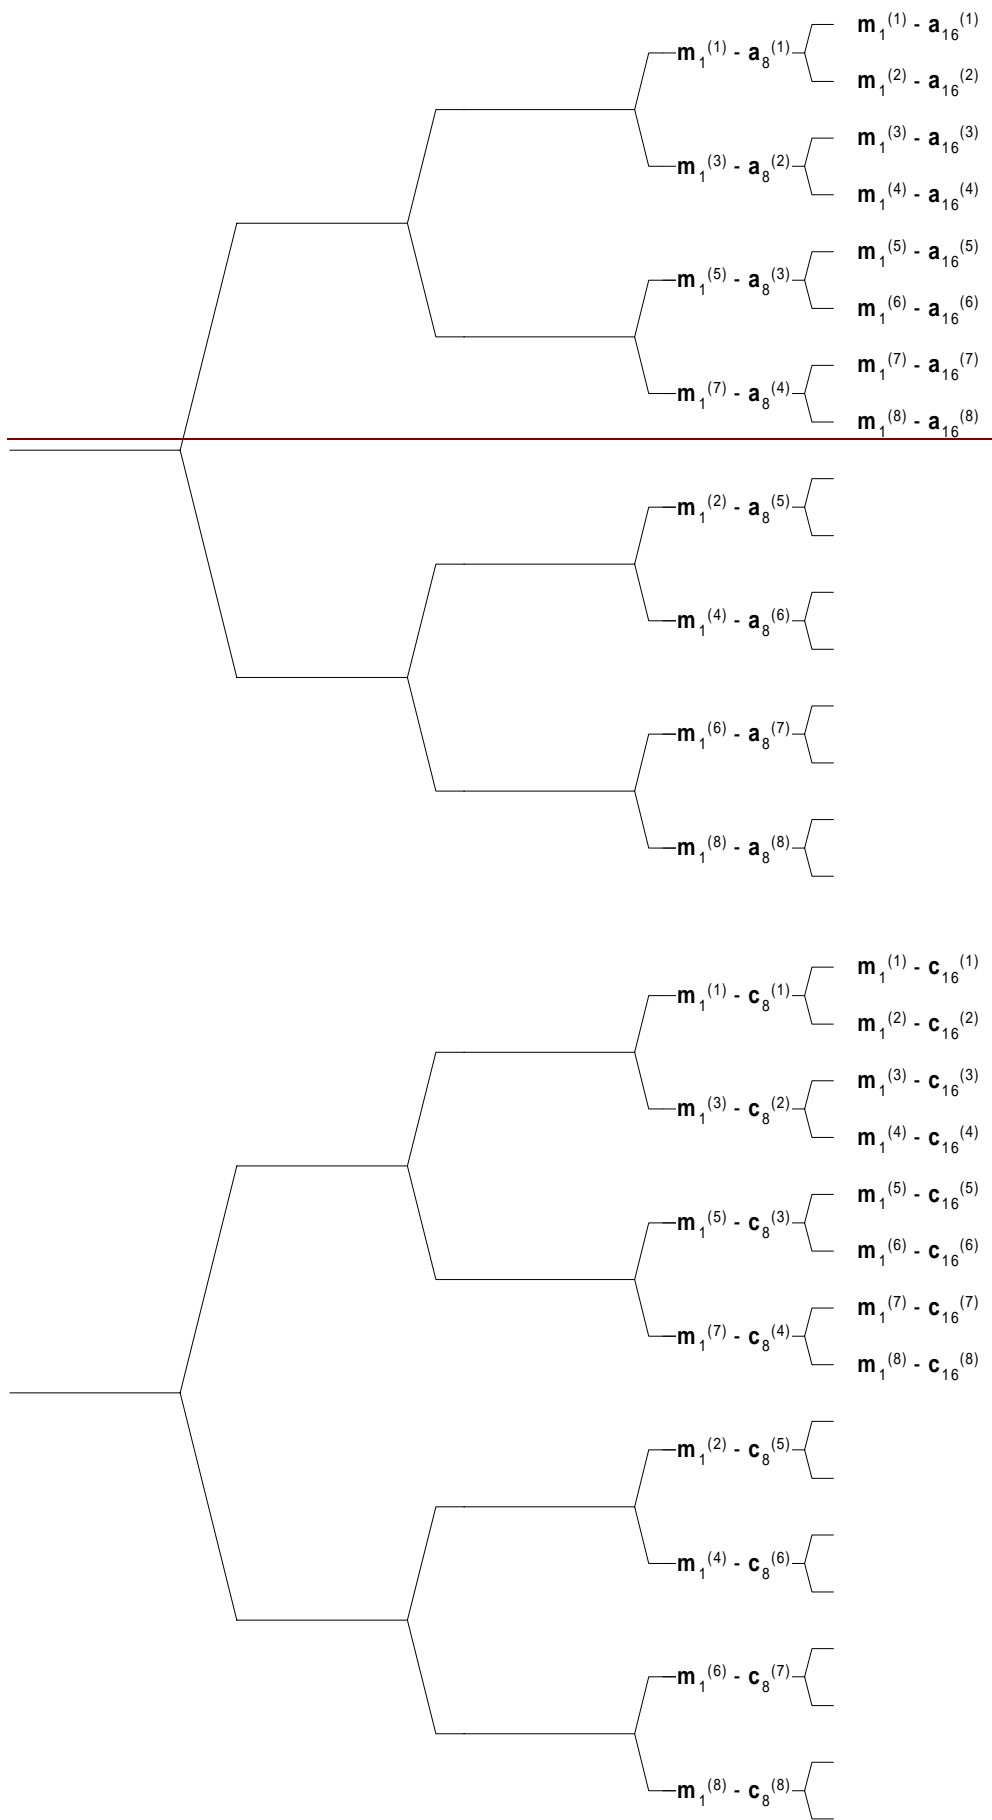 m₁⁽¹⁾ - a₁₆⁽¹⁾
m₁⁽¹⁾ - a₈⁽¹⁾
m₁⁽²⁾ - a₁₆⁽²⁾
m₁⁽³⁾ - a₁₆⁽³⁾
m₁⁽³⁾ - a₈⁽²⁾
m₁⁽⁴⁾ - a₁₆⁽⁴⁾
m₁⁽⁵⁾ - a₁₆⁽⁵⁾
m₁⁽⁵⁾ - a₈⁽³⁾
m₁⁽⁶⁾ - a₁₆⁽⁶⁾
m₁⁽⁷⁾ - a₁₆⁽⁷⁾
m₁⁽⁷⁾ - a₈⁽⁴⁾
m₁⁽⁸⁾ - a₁₆⁽⁸⁾
m₁⁽²⁾ - a₈⁽⁵⁾
m₁⁽⁴⁾ - a₈⁽⁶⁾
m₁⁽⁶⁾ - a₈⁽⁷⁾
m₁⁽⁸⁾ - a₈⁽⁸⁾
m₁⁽¹⁾ - c₁₆⁽¹⁾
m₁⁽¹⁾ - c₈⁽¹⁾
m₁⁽²⁾ - c₁₆⁽²⁾
m₁⁽³⁾ - c₁₆⁽³⁾
m₁⁽³⁾ - c₈⁽²⁾
m₁⁽⁴⁾ - c₁₆⁽⁴⁾
m₁⁽⁵⁾ - c₁₆⁽⁵⁾
m₁⁽⁵⁾ - c₈⁽³⁾
m₁⁽⁶⁾ - c₁₆⁽⁶⁾
m₁⁽⁷⁾ - c₁₆⁽⁷⁾
m₁⁽⁷⁾ - c₈⁽⁴⁾
m₁⁽⁸⁾ - c₁₆⁽⁸⁾
m₁⁽²⁾ - c₈⁽⁵⁾
m₁⁽⁴⁾ - c₈⁽⁶⁾
m₁⁽⁶⁾ - c₈⁽⁷⁾
m₁⁽⁸⁾ - c₈⁽⁸⁾